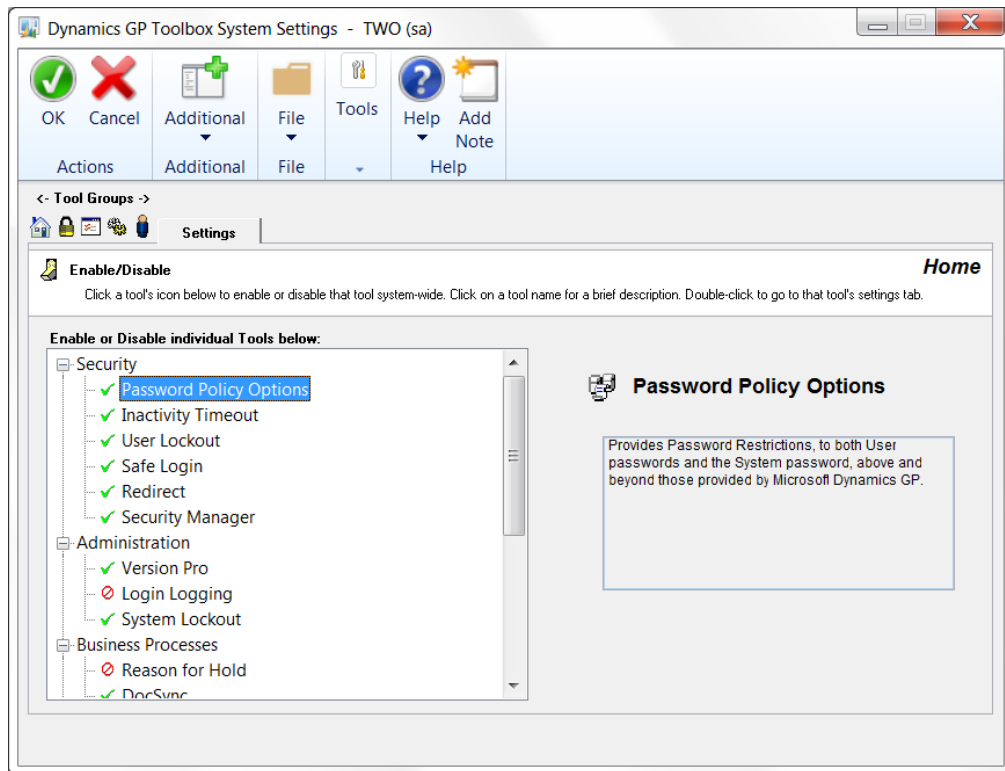 Dynamics GP Toolbox System Settings  -  TWO (sa)
OK Cancel Additional File Tools Help Add Note
Actions Additional File Help
<- Tool Groups ->
Settings
Enable/Disable
Home
Click a tool's icon below to enable or disable that tool system-wide. Click on a tool name for a brief description. Double-click to go to that tool's settings tab.
Enable or Disable individual Tools below:
Security
Password Policy Options
Inactivity Timeout
User Lockout
Safe Login
Redirect
Security Manager
Administration
Version Pro
Login Logging
System Lockout
Business Processes
Reason for Hold
DocSync
Password Policy Options
Provides Password Restrictions, to both User
passwords and the System password, above and
beyond those provided by Microsoft Dynamics GP.